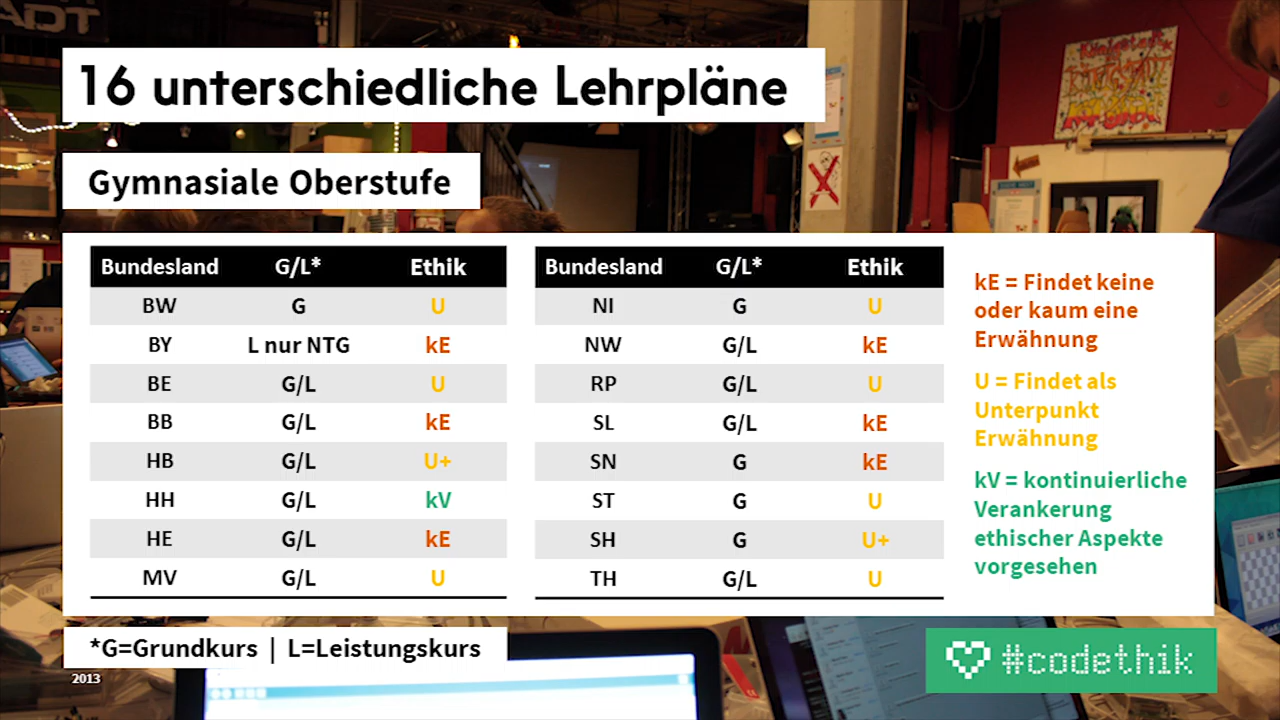 ADT
16 unterschiedliche Lehrpläne
Gymnasiale Oberstufe
Bundesland G/L* Ethik
BW G U
BY L nur NTG kE
BE G/L U
BB G/L kE
HB G/L U+
HH G/L kV
HE G/L kE
MV G/L U
Bundesland G/L* Ethik
NI G U
NW G/L kE
RP G/L U
SL G/L kE
SN G kE
ST G U
SH G U+
TH G/L U
kE = Findet keine
oder kaum eine
Erwähnung
U = Findet als
Unterpunkt
Erwähnung
kV = kontinuierliche
Verankerung
ethischer Aspekte
vorgesehen
*G=Grundkurs | L=Leistungskurs
2013
#codethik